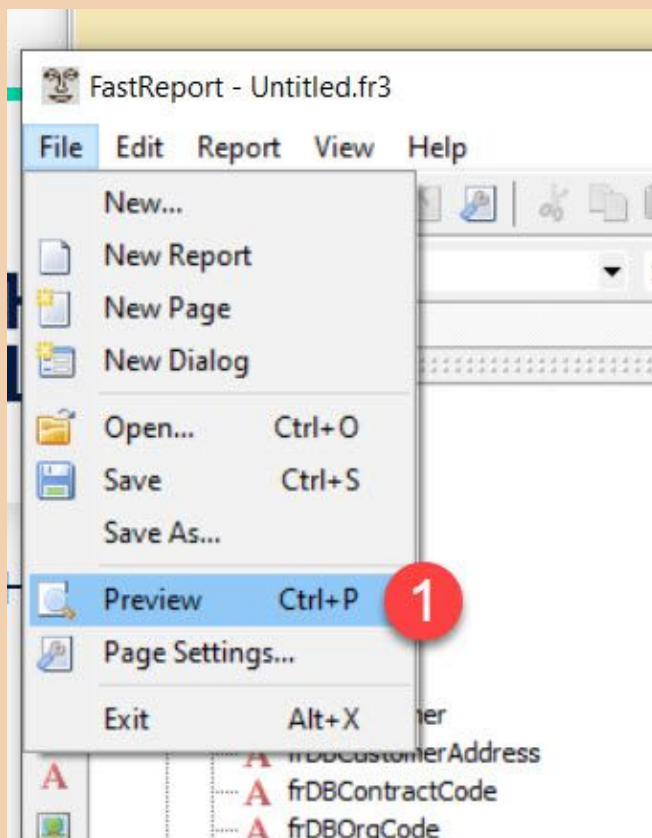 FastReport - Untitled.fr3
File Edit Report View Help
New...
New Report
New Page
New Dialog
Open... Ctrl+O
Save Ctrl+S
Save As...
Preview Ctrl+P 1
Page Settings...
Exit Alt+X
A frDBCustomerAddress
A
A frDBContractCode
A frDBOrgCode